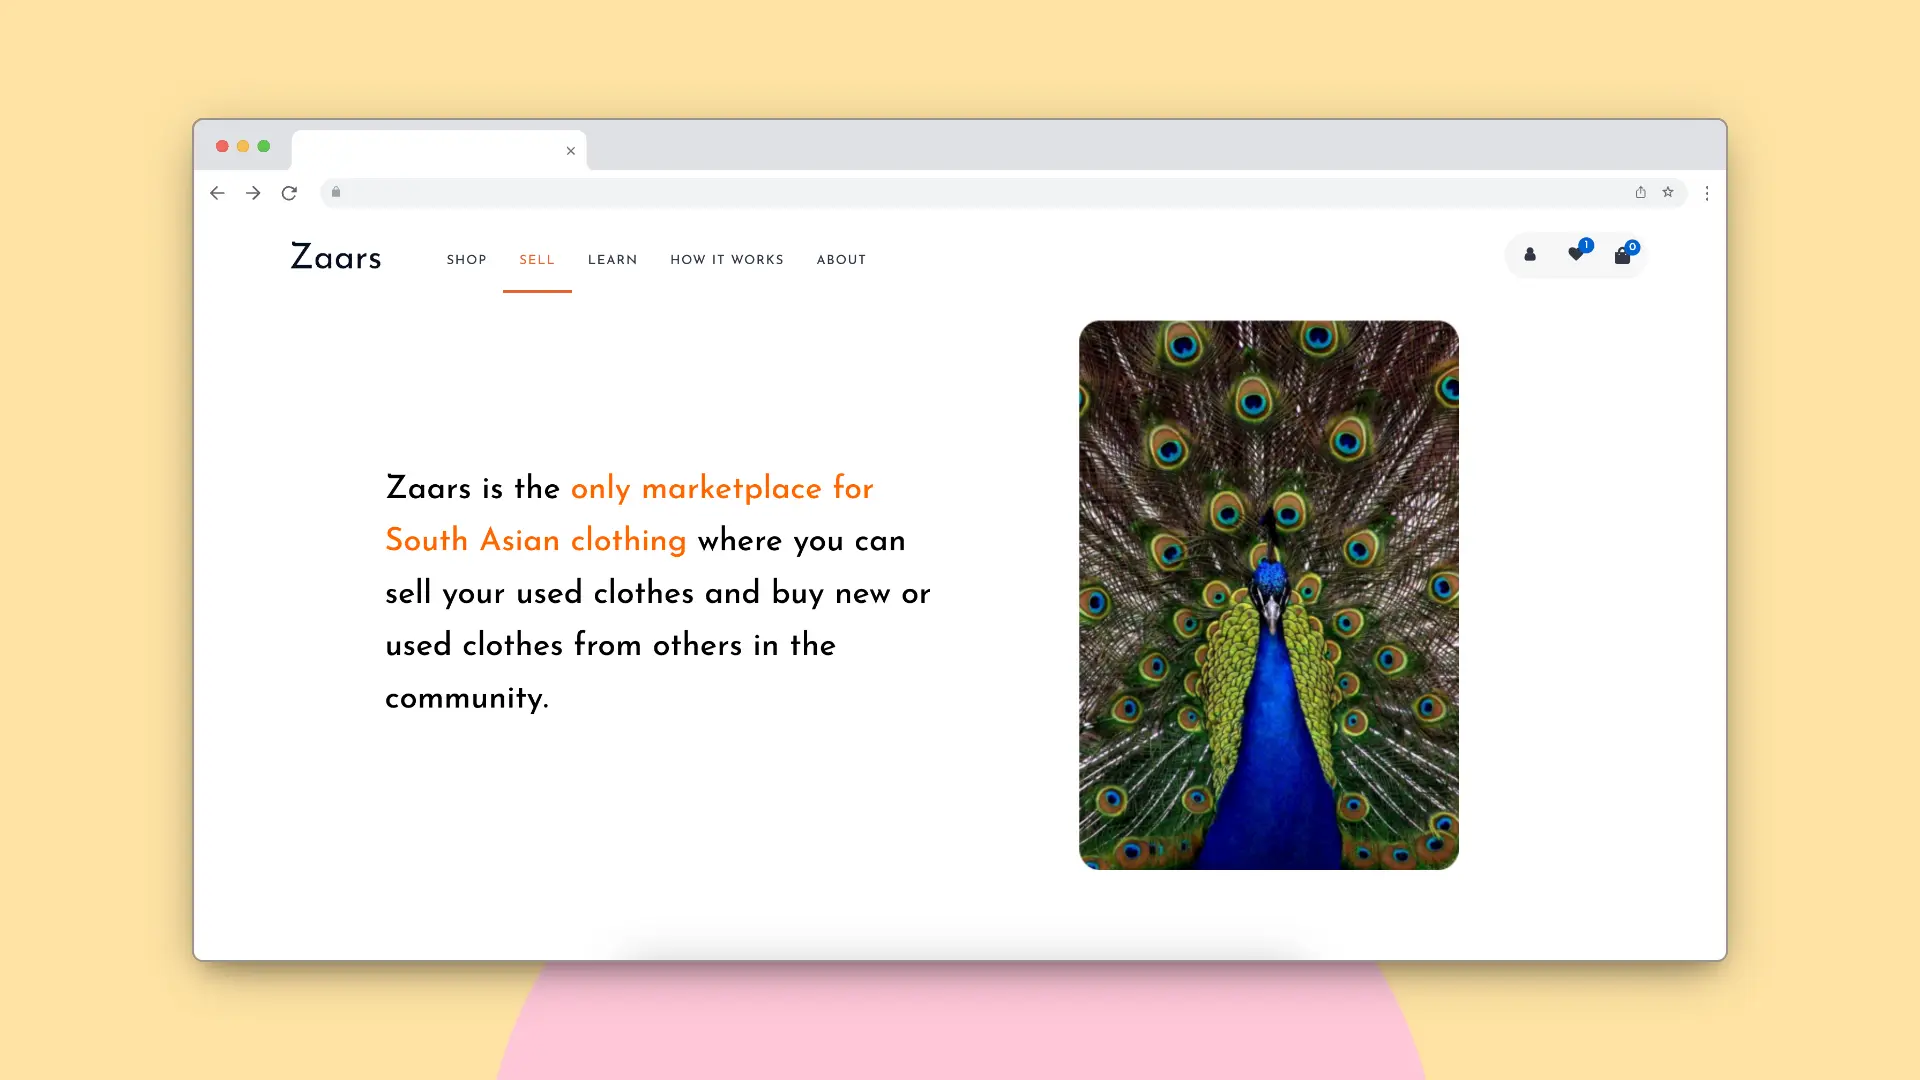 Zaars
SHOP SELL LEARN HOW IT WORKS ABOUT
1
0
Zaars is the only marketplace for
South Asian clothing where you can
sell your used clothes and buy new or
used clothes from others in the
community.